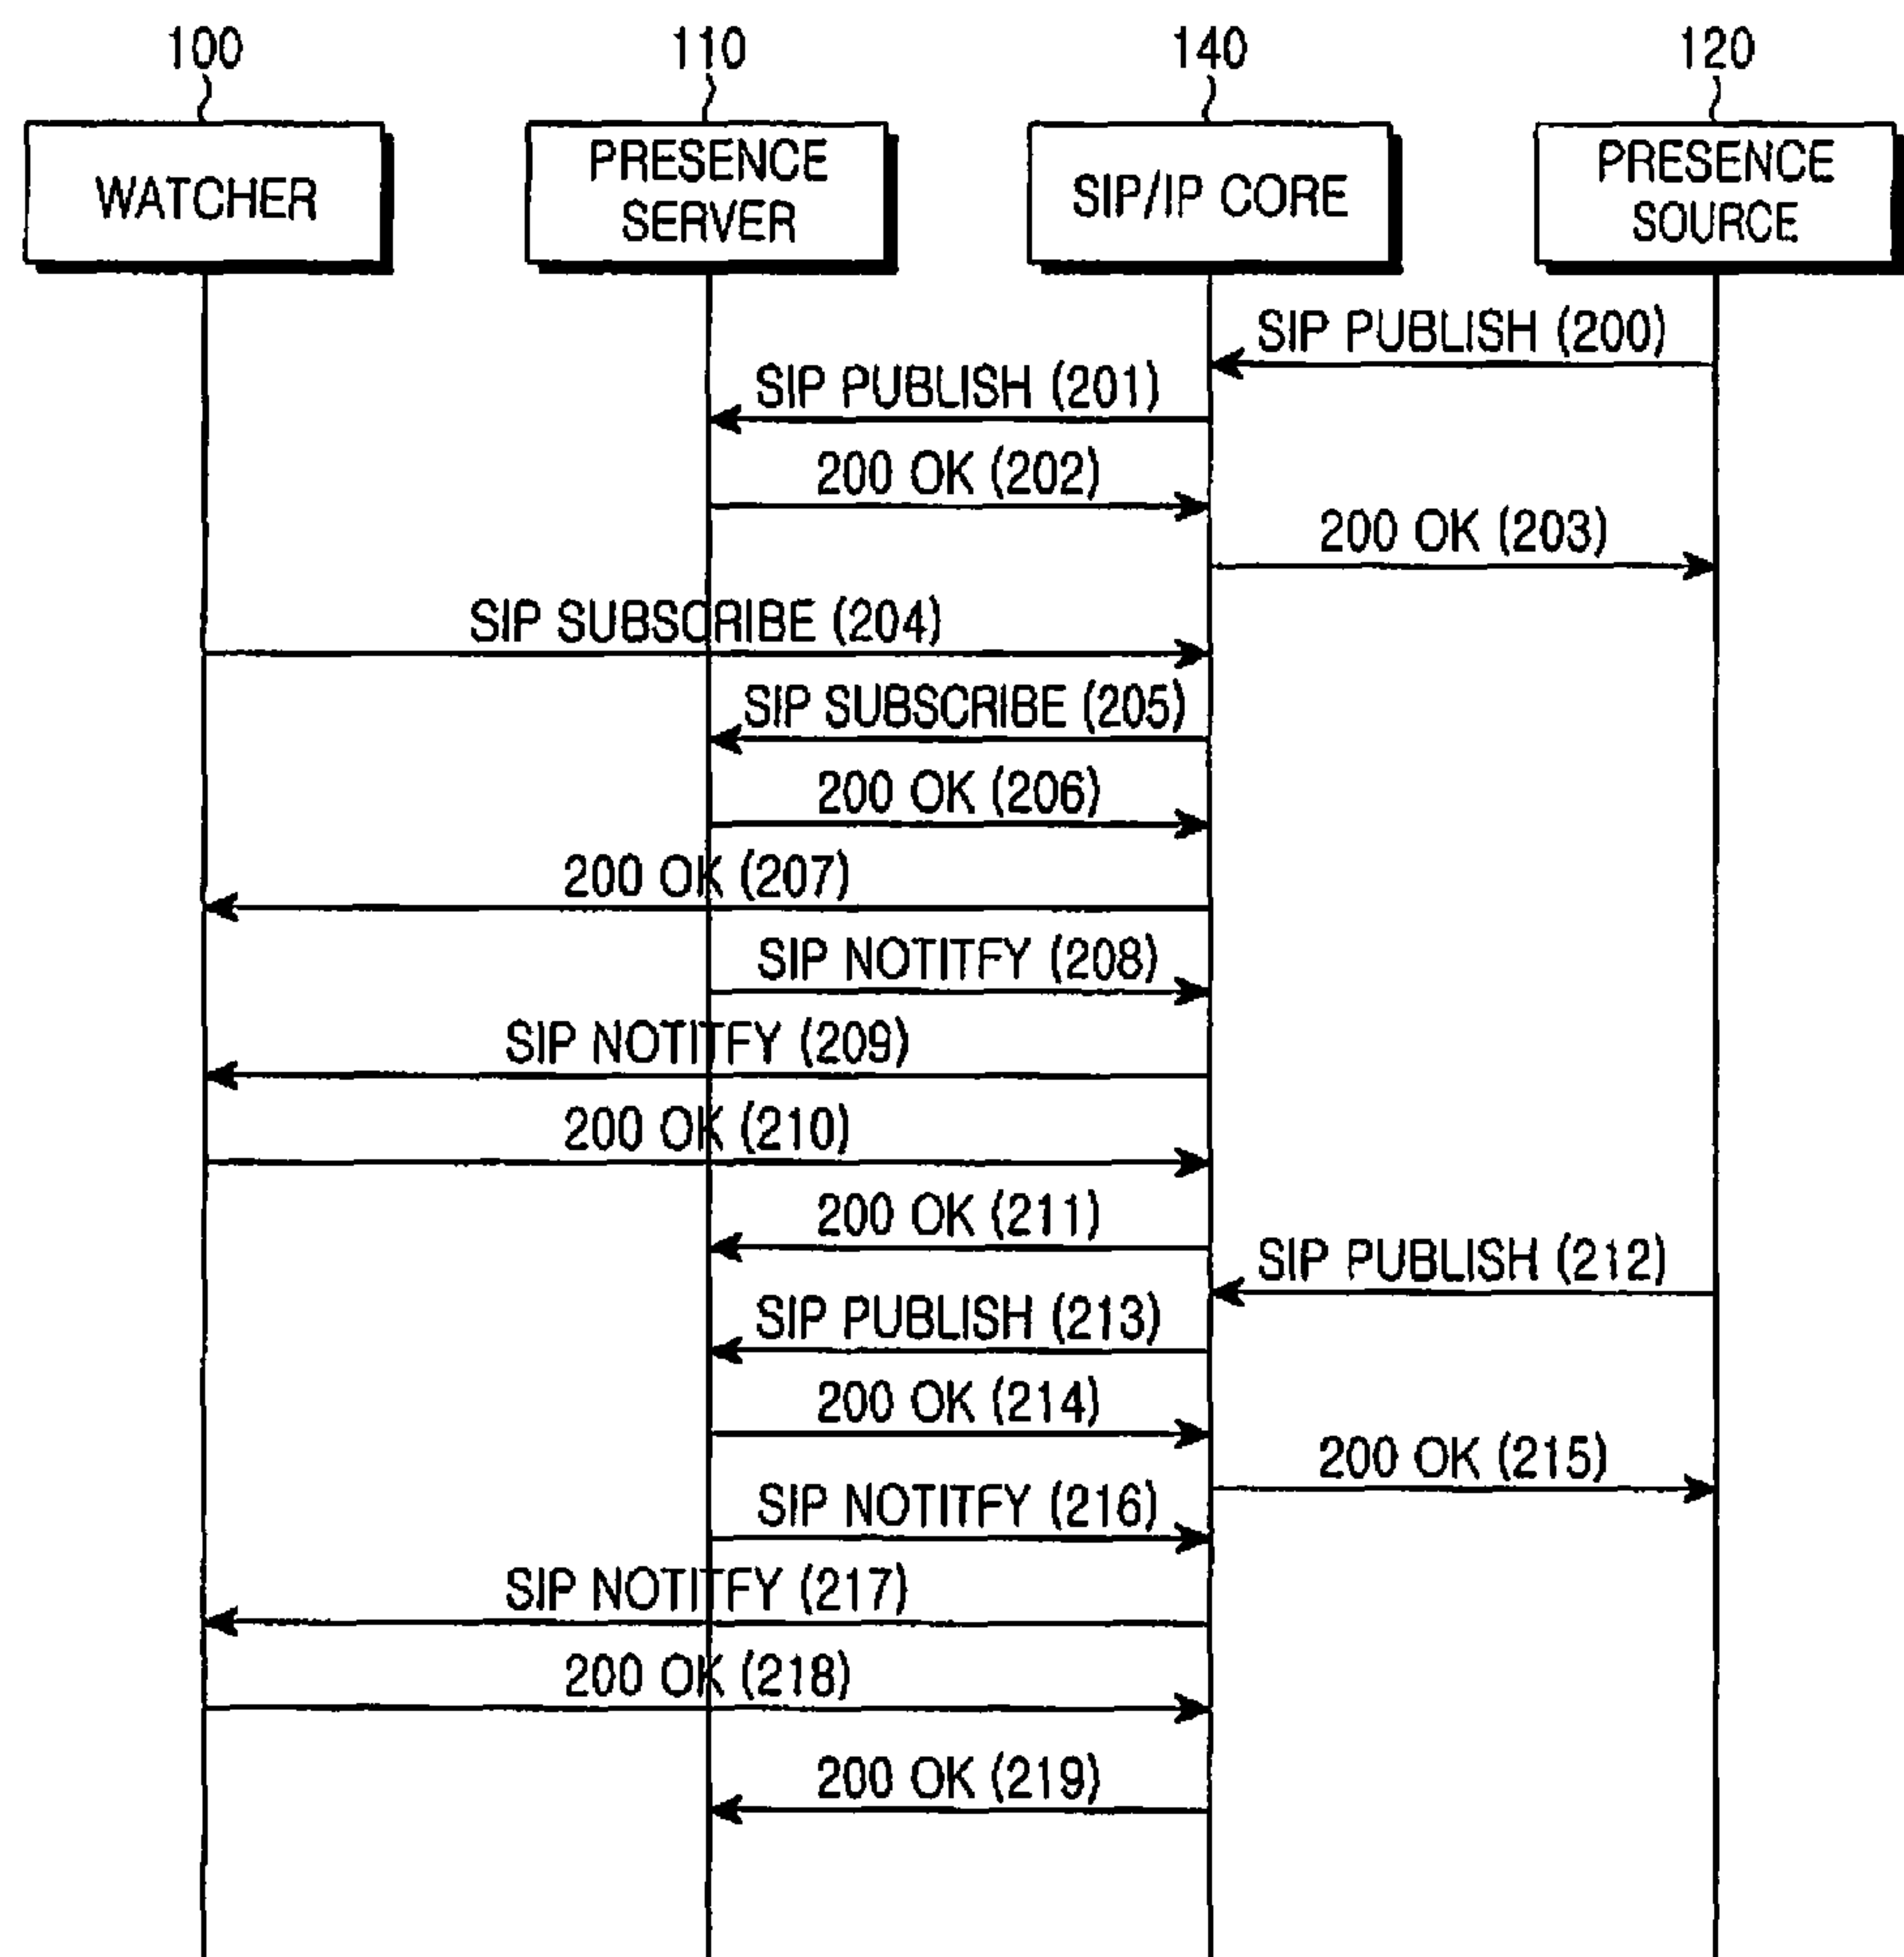 100
110
140
120
WATCHER
PRESENCE
SERVER
SIP/IP CORE
PRESENCE
SOURCE
SIP PUBLISH (200)
SIP PUBLISH (201)
200 OK (202)
200 OK (203)
SIP SUBSCRIBE (204)
SIP SUBSCRIBE (205)
200 OK (206)
200 OK (207)
SIP NOTITFY (208)
SIP NOTITFY (209)
200 OK (210)
200 OK (211)
SIP PUBLISH (212)
SIP PUBLISH (213)
200 OK (214)
200 OK (215)
SIP NOTITFY (216)
SIP NOTITFY (217)
200 OK (218)
200 OK (219)